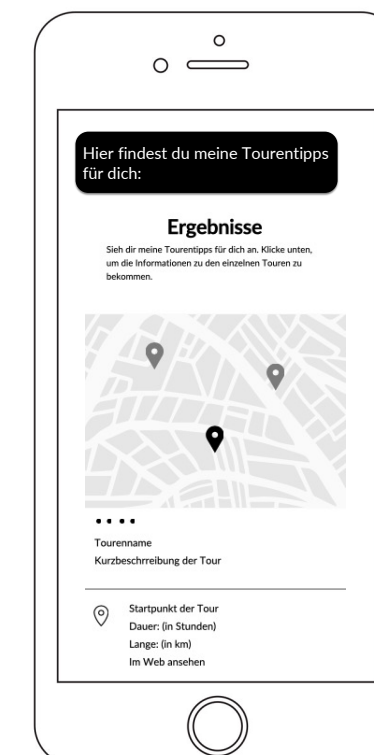 Hier findest du meine Tourentipps
für dich:
Ergebnisse
Sieh dir meine Tourentipps für dich an. Klicke unten,
um die Informationen zu den einzelnen Touren zu
bekommen.
Tourenname
Kurzbeschrreibung der Tour
Startpunkt der Tour
Dauer: (in Stunden)
Lange: (in km)
Im Web ansehen